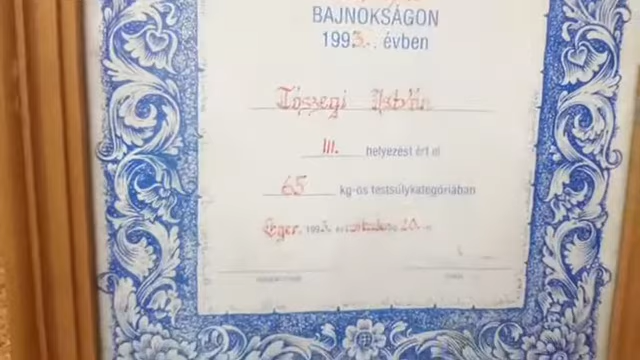 BAJNOKSÁGON
1993. évben
Tószegi István
III. helyezést ért el
65 kg-os testsúlykategóriában
Eger, 1993. 20.